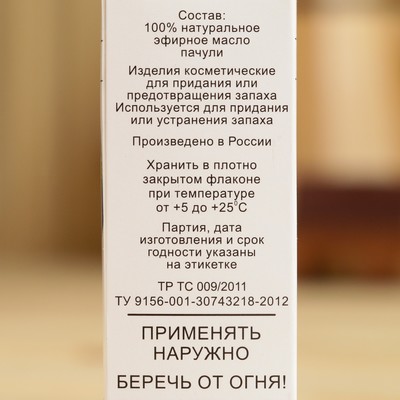 Состав:
100% натуральное
эфирное масло
пачули
Изделия косметические
для придания или
предотвращения запаха
Используется для придания
или устранения запаха
Произведено в России
Хранить в плотно
закрытом флаконе
при температуре
от +5 до +25°С
Партия, дата
изготовления и срок
годности указаны
на этикетке
ТР ТС 009/2011
ТУ 9156-001-30743218-2012
ПРИМЕНЯТЬ
НАРУЖНО
БЕРЕЧЬ ОТ ОГНЯ!